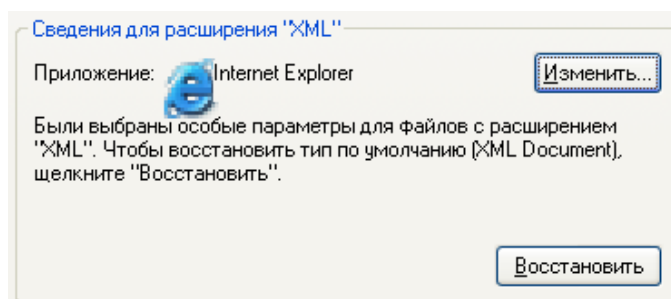 Сведения для расширения "XML"
Приложение: Internet Explorer Изменить...
Были выбраны особые параметры для файлов с расширением
"XML". Чтобы восстановить тип по умолчанию (XML Document),
щелкните "Восстановить".
Восстановить